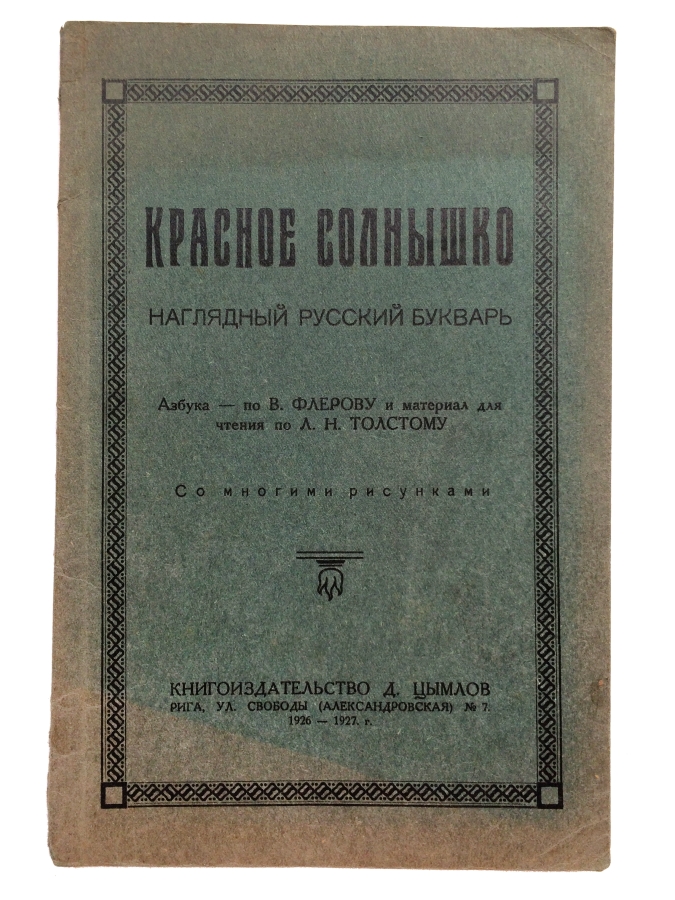 КРАСНОЕ СОЛНЫШКО
НАГЛЯДНЫЙ РУССКИЙ БУКВАРЬ
Азбука — по В. ФЛЕРОВУ и материал для
чтения по Л. Н. ТОЛСТОМУ
Со многими рисунками
КНИГОИЗДАТЕЛЬСТВО Д. ЦЫМЛОВ
РИГА, УЛ. СВОБОДЫ (АЛЕКСАНДРОВСКАЯ) № 7.
1926 — 1927. г.